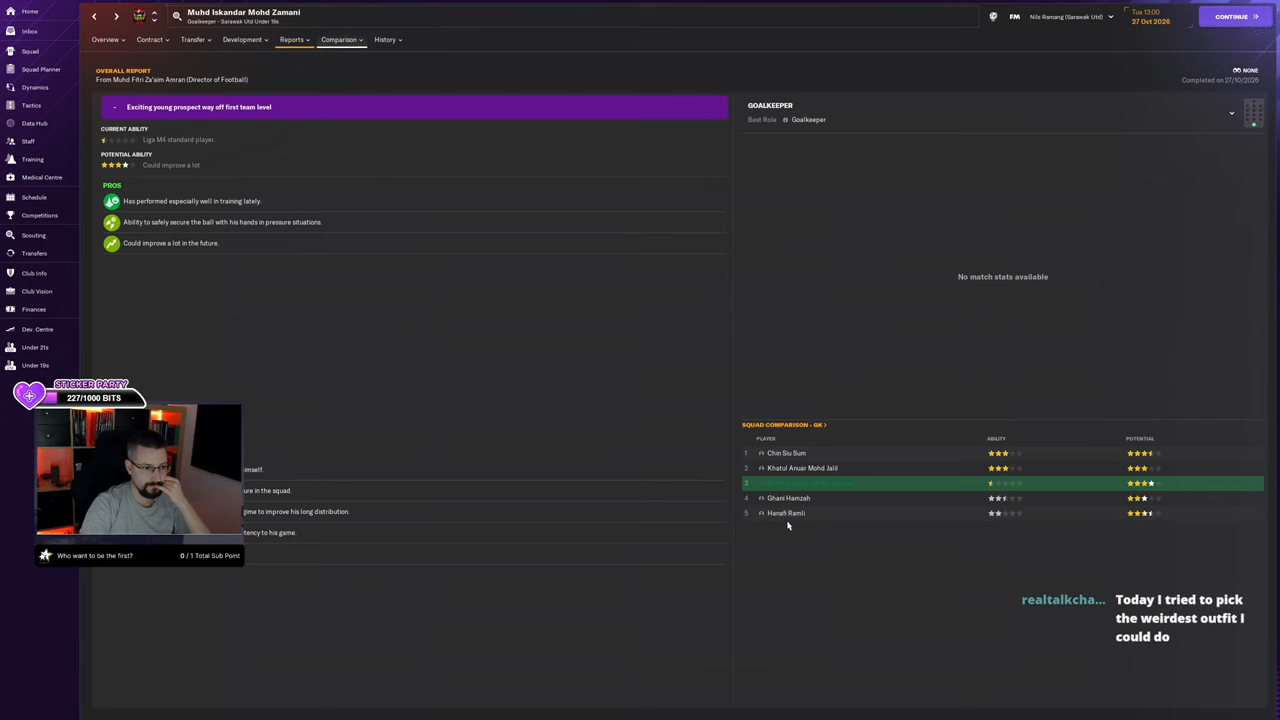 Home
Inbox
Squad
Squad Planner
Dynamics
Tactics
Data Hub
Staff
Training
Medical Centre
Schedule
Competitions
Scouting
Transfers
Club Info
Club Vision
Finances
Dev. Centre
Under 21s
Under 19s
Muhd Iskandar Mohd Zamani
Goalkeeper - Sarawak Utd Under 19s
FM
Nils Ramang (Sarawak Utd)
Tue 13:00
27 Oct 2026
CONTINUE
Overview
Contract
Transfer
Development
Reports
Comparison
History
OVERALL REPORT
From Muhd Fitri Za'aim Amran (Director of Football)
NONE
Completed on 27/10/2026
- Exciting young prospect way off first team level
CURRENT ABILITY
Liga M4 standard player.
POTENTIAL ABILITY
Could improve a lot
PROS
Has performed especially well in training lately.
Ability to safely secure the ball with his hands in pressure situations.
Could improve a lot in the future.
imself.
ure in the squad.
gime to improve his long distribution.
tency to his game.
GOALKEEPER
Best Role Goalkeeper
No match stats available
SQUAD COMPARISON - GK >
PLAYER ABILITY POTENTIAL
1 Chin Siu Sum
2 Khatul Anuar Mohd Jalil
3
4 Ghani Hamzah
5 Hanafi Ramli
STICKER PARTY
227/1000 BITS
Who want to be the first? 0 / 1 Total Sub Point
realtalkcha... Today I tried to pick
the weirdest outfit I
could do